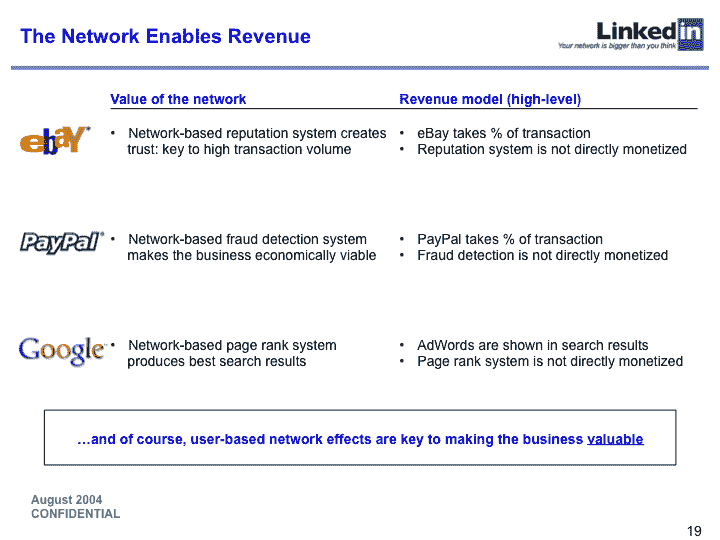 The Network Enables Revenue
Linked in
Your network is bigger than you think
Value of the network
Revenue model (high-level)
ebay
• Network-based reputation system creates
trust: key to high transaction volume
• eBay takes % of transaction
• Reputation system is not directly monetized
PayPal
• Network-based fraud detection system
makes the business economically viable
• PayPal takes % of transaction
• Fraud detection is not directly monetized
Google
• Network-based page rank system
produces best search results
• AdWords are shown in search results
• Page rank system is not directly monetized
…and of course, user-based network effects are key to making the business valuable
August 2004
CONFIDENTIAL
19